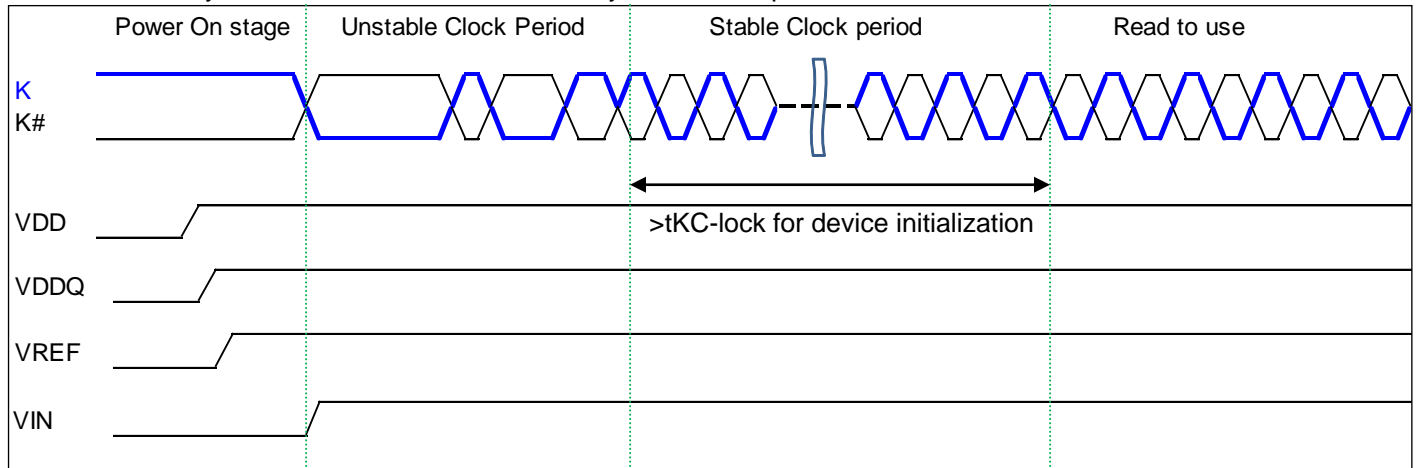 Power On stage Unstable Clock Period Stable Clock period Read to use
K
K#
VDD
>tKC-lock for device initialization
VDDQ
VREF
VIN